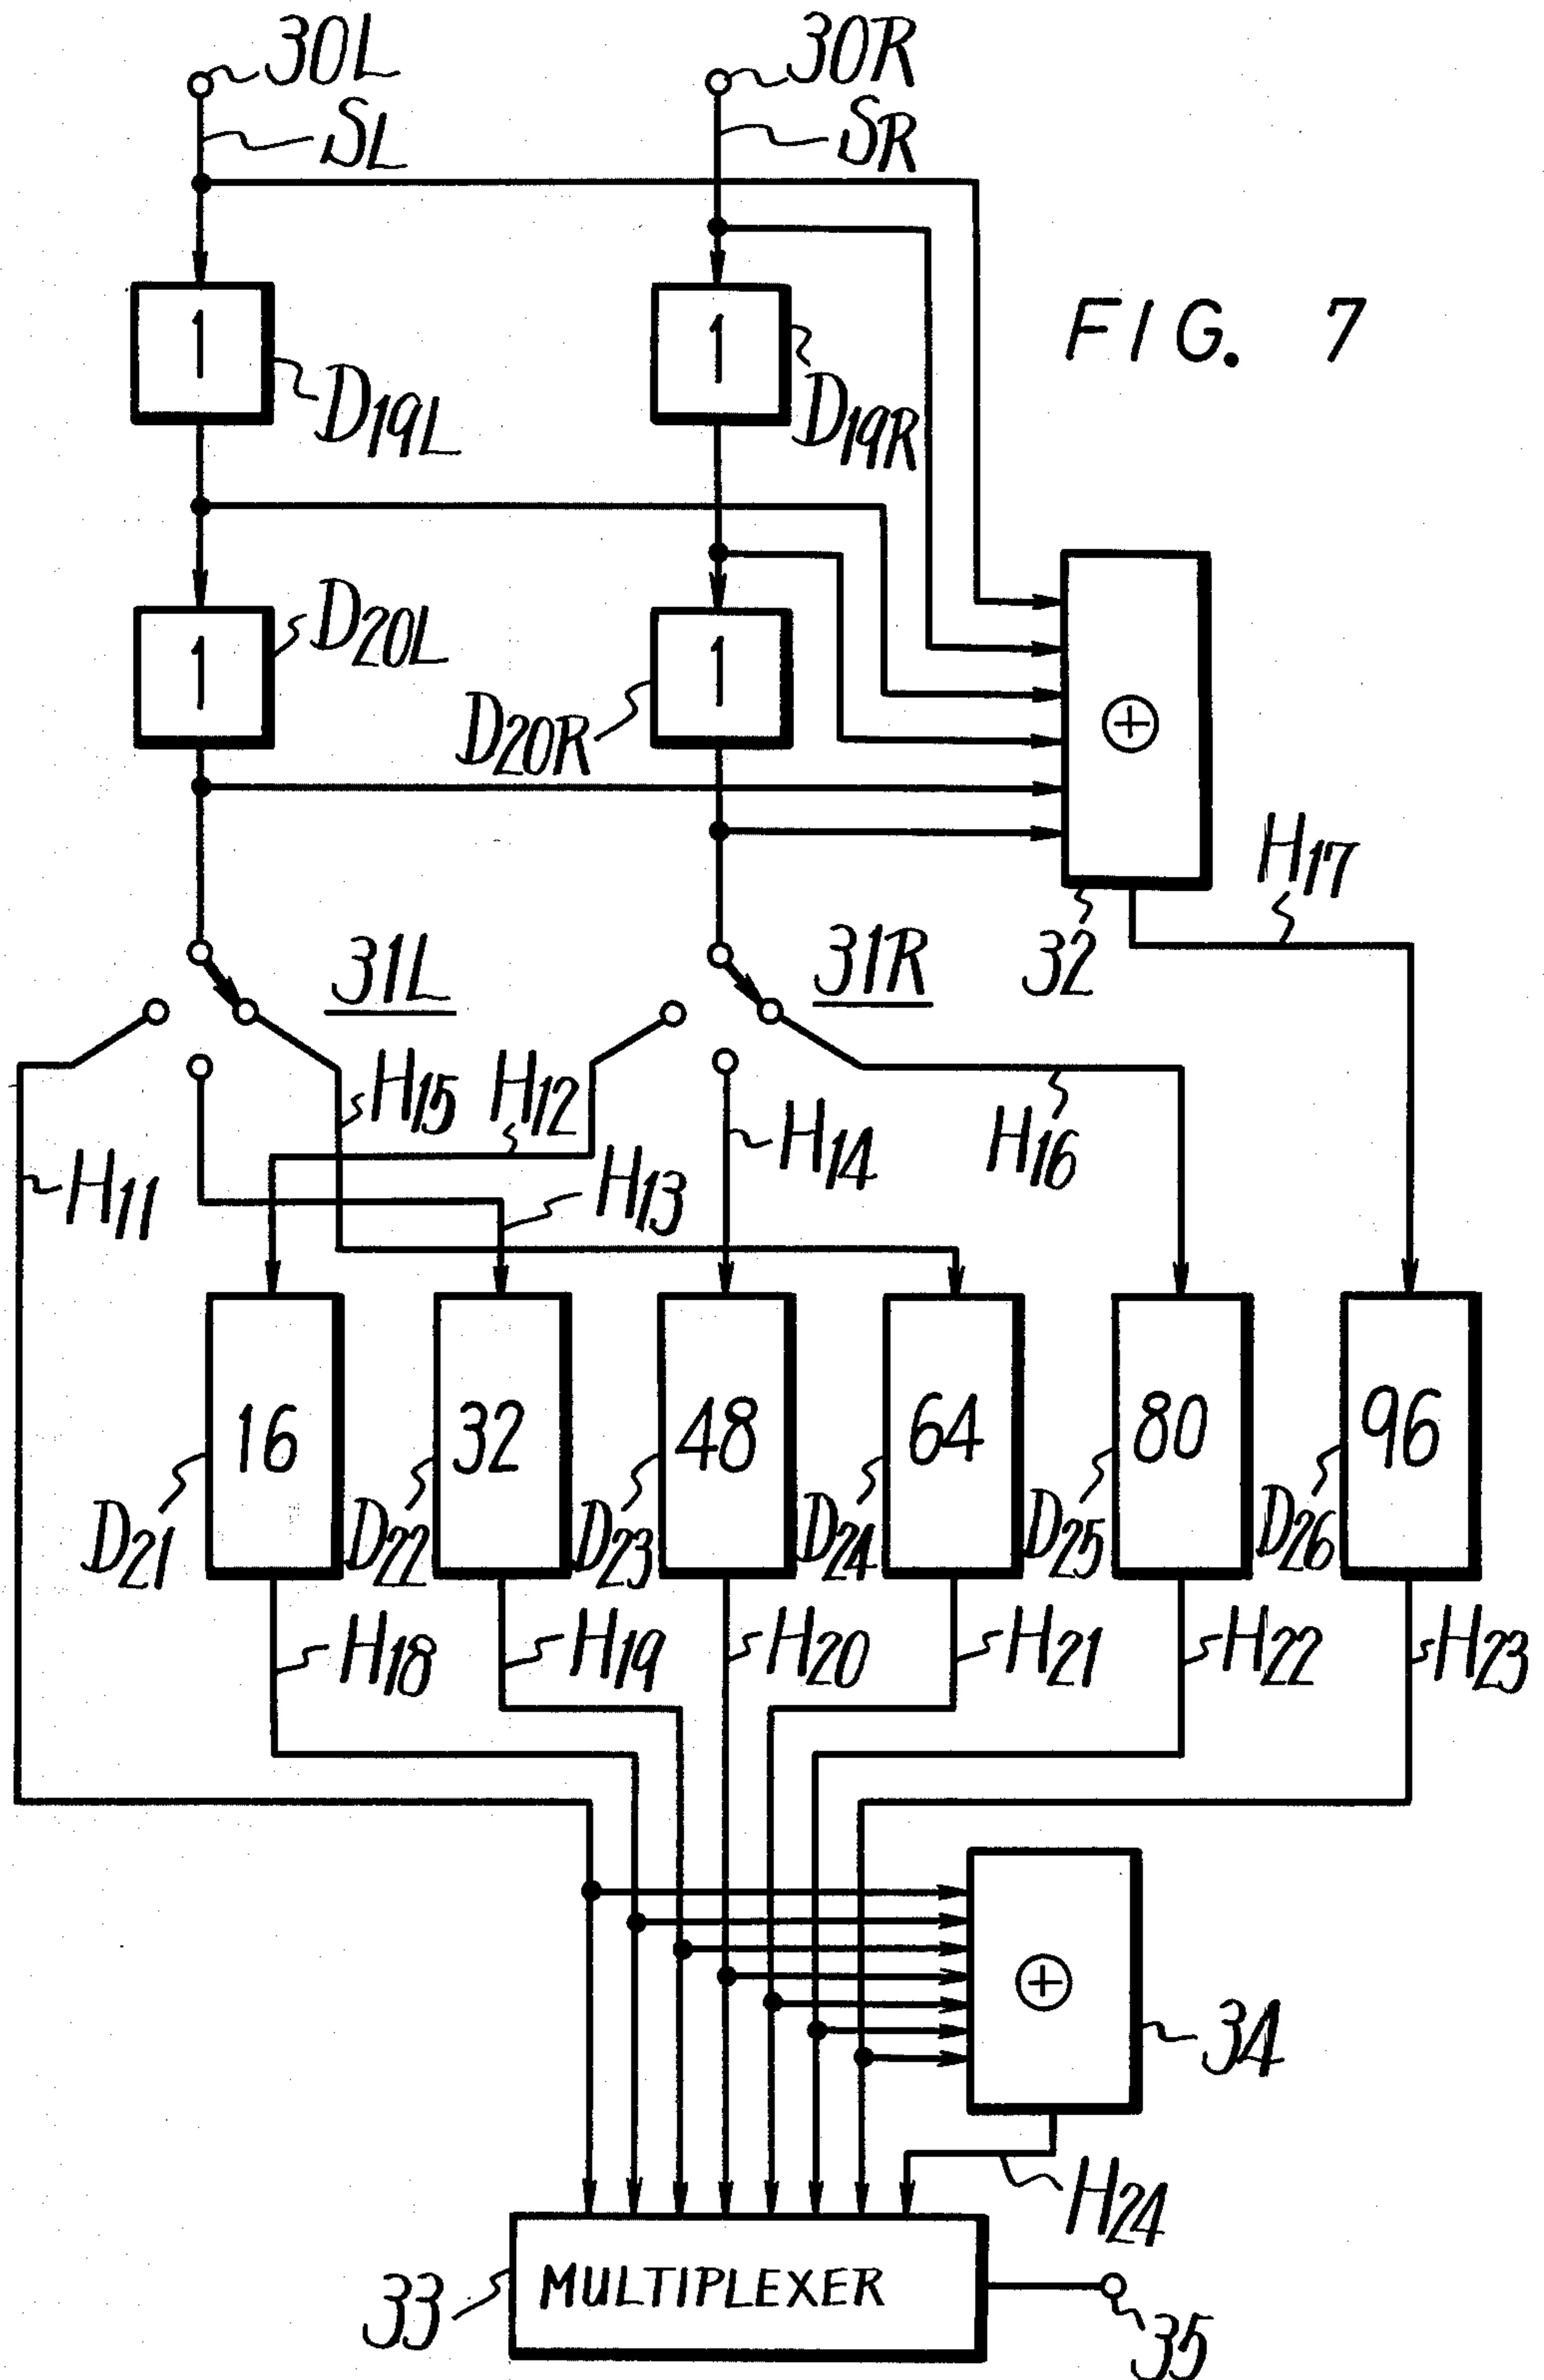 30L 30R
SL SR
1 1
FIG. 7
D19L D19R
D20L
1 1
D20R
⊕
H17
32
31L 31R
H15 H12
H14 H16
H11 H13
16 32 48 64 80 96
D21 D22 D23 D24 D25 D26
H18 H19 H20 H21 H22 H23
⊕
34
H24
MULTIPLEXER
33
35